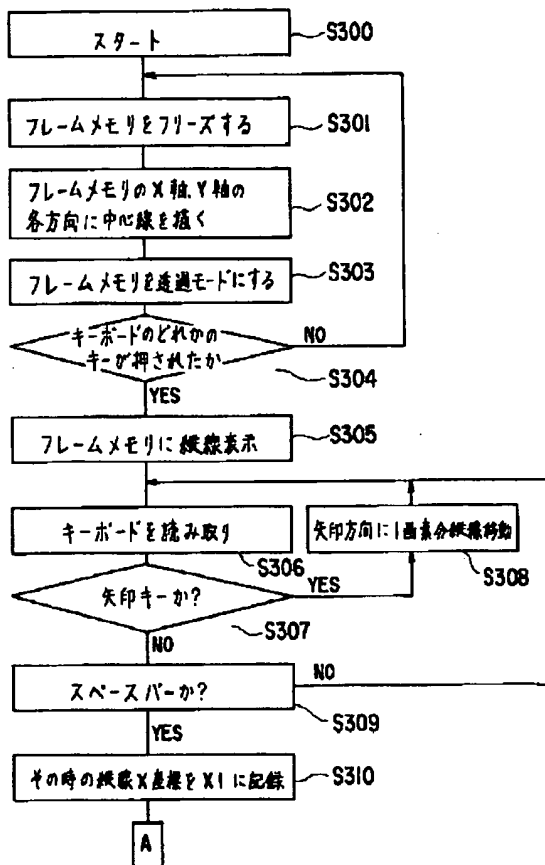 スタート
S300
フレームメモリをフリーズする
S301
フレームメモリのX軸、Y軸の
各方向に中心線を描く
S302
フレームメモリを透過モードにする
S303
キーボードのどれかの
キーが押されたか
NO
S304
YES
フレームメモリに縦線表示
S305
キーボードを読み取り
S306
矢印方向に1画素分縦線移動
S308
矢印キーか?
YES
S307
NO
スペースバーか?
NO
S309
YES
その時の縦線X座標をX1に記録
S310
A